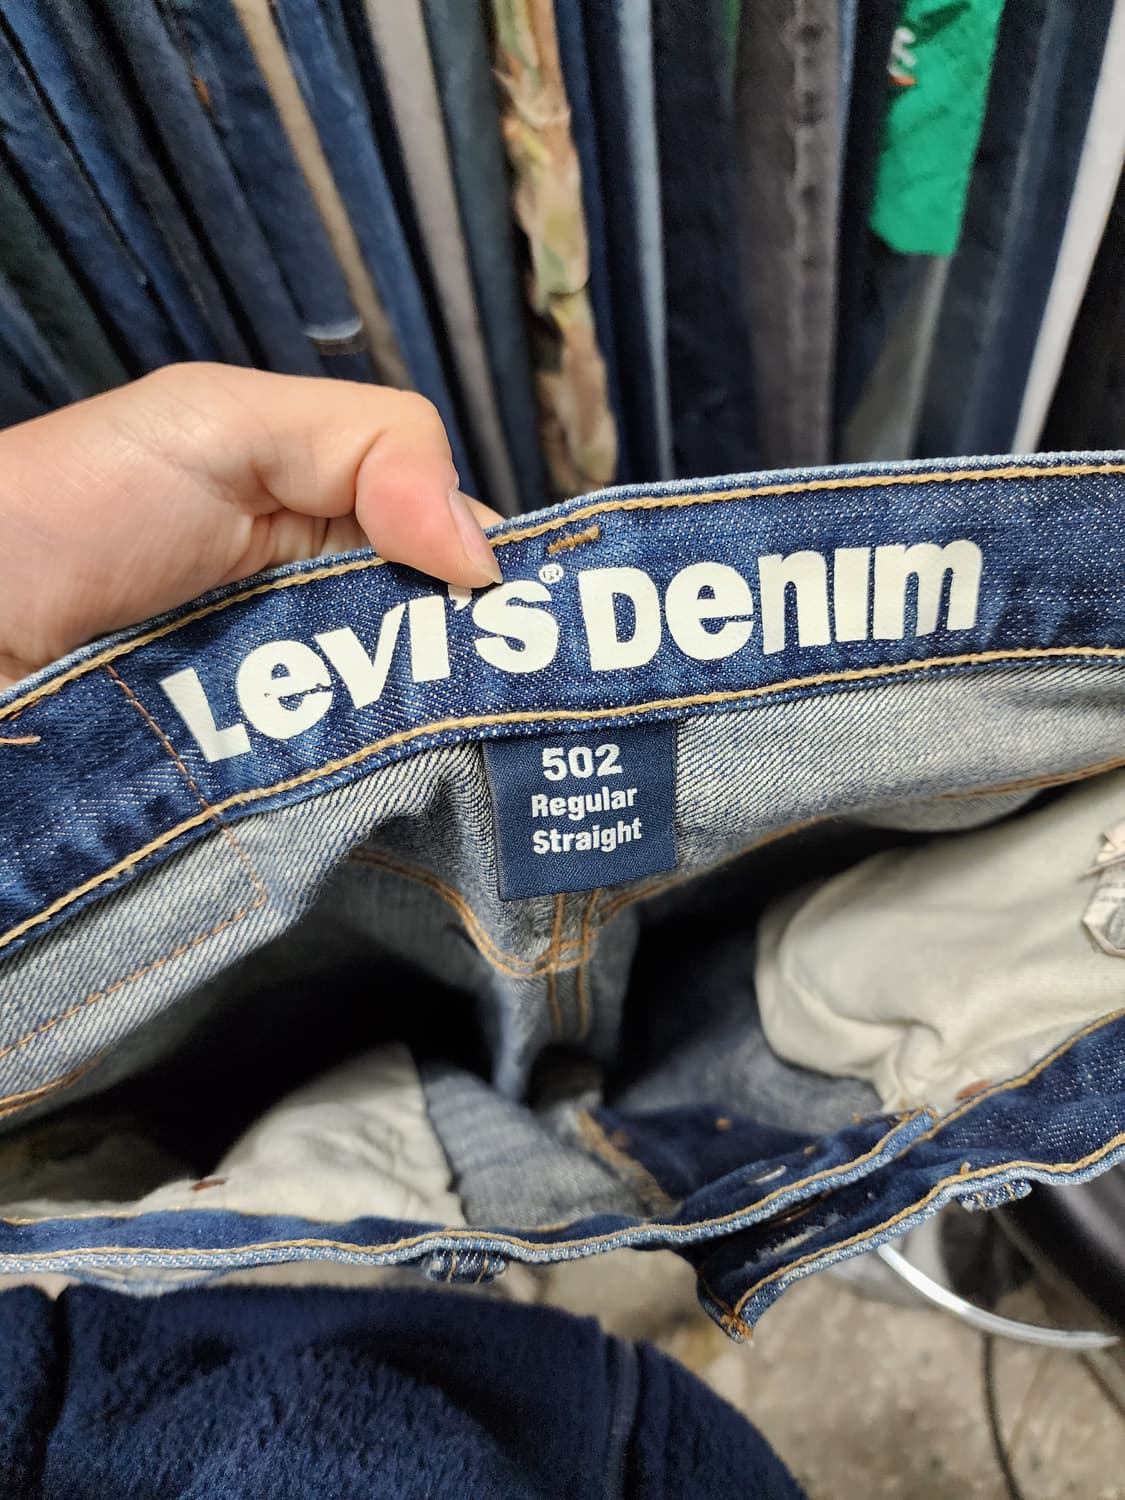 Levi's® Denim
502
Regular
Straight